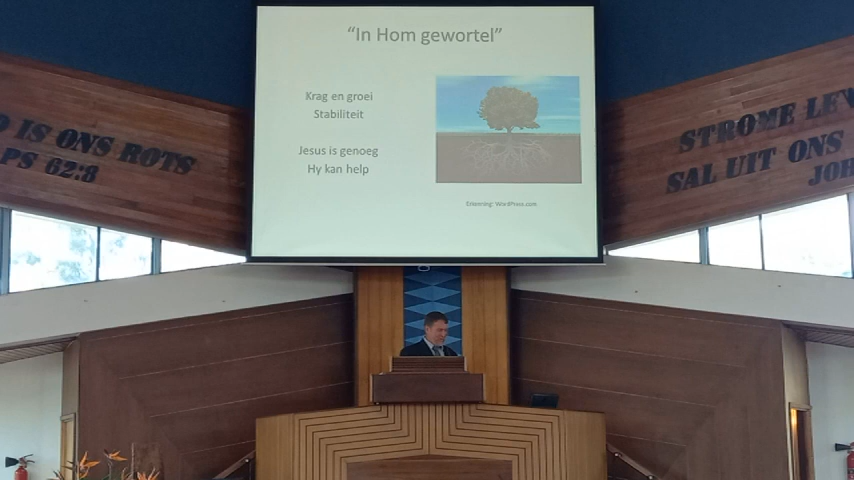 “In Hom gewortel”
Krag en groei
Stabiliteit
Jesus is genoeg
Hy kan help
Erkenning: WordPress.com
IS ONS ROTS
PS 62:8
STROME LEW
SAL UIT ONS
JOH